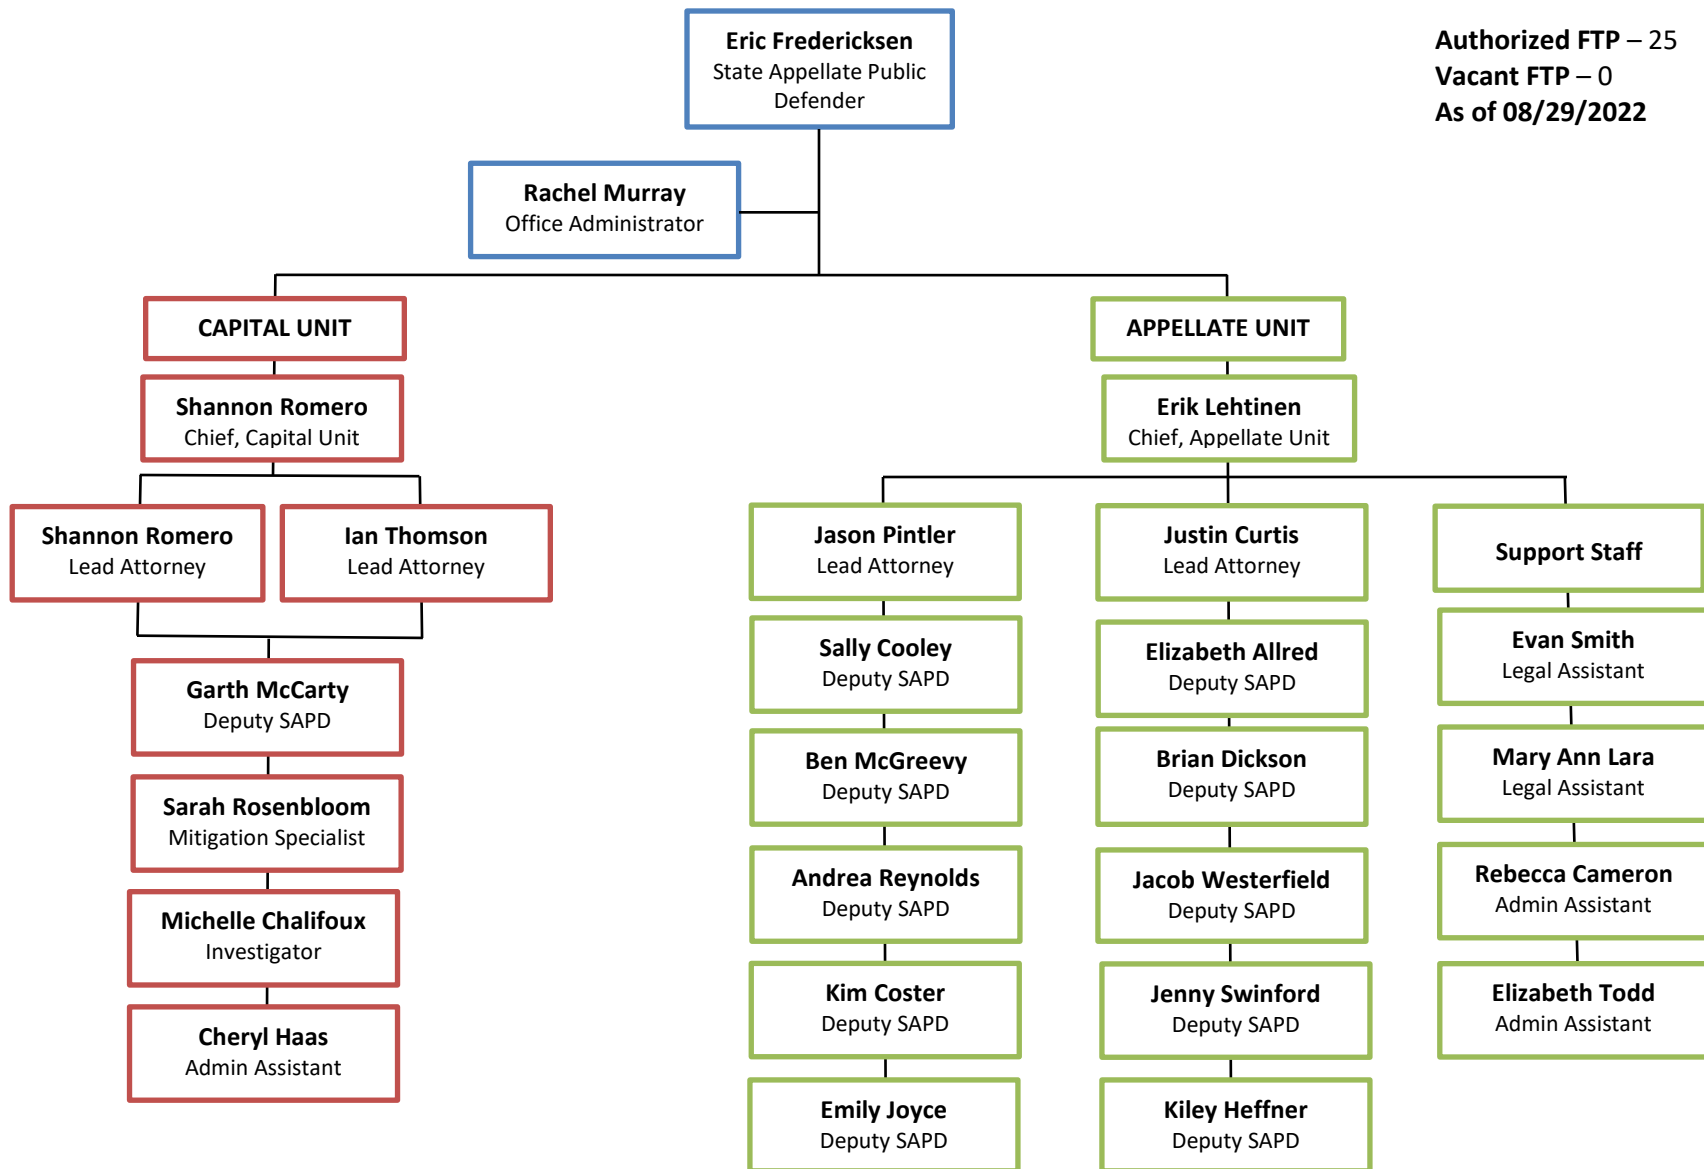 Eric Fredericksen
State Appellate Public
Defender
Authorized FTP – 25
Vacant FTP – 0
As of 08/29/2022
Rachel Murray
Office Administrator
CAPITAL UNIT
Shannon Romero
Chief, Capital Unit
Shannon Romero
Lead Attorney
Ian Thomson
Lead Attorney
Garth McCarty
Deputy SAPD
Sarah Rosenbloom
Mitigation Specialist
Michelle Chalifoux
Investigator
Cheryl Haas
Admin Assistant
APPELLATE UNIT
Erik Lehtinen
Chief, Appellate Unit
Jason Pintler
Lead Attorney
Sally Cooley
Deputy SAPD
Ben McGreevy
Deputy SAPD
Andrea Reynolds
Deputy SAPD
Kim Coster
Deputy SAPD
Emily Joyce
Deputy SAPD
Justin Curtis
Lead Attorney
Elizabeth Allred
Deputy SAPD
Brian Dickson
Deputy SAPD
Jacob Westerfield
Deputy SAPD
Jenny Swinford
Deputy SAPD
Kiley Heffner
Deputy SAPD
Support Staff
Evan Smith
Legal Assistant
Mary Ann Lara
Legal Assistant
Rebecca Cameron
Admin Assistant
Elizabeth Todd
Admin Assistant